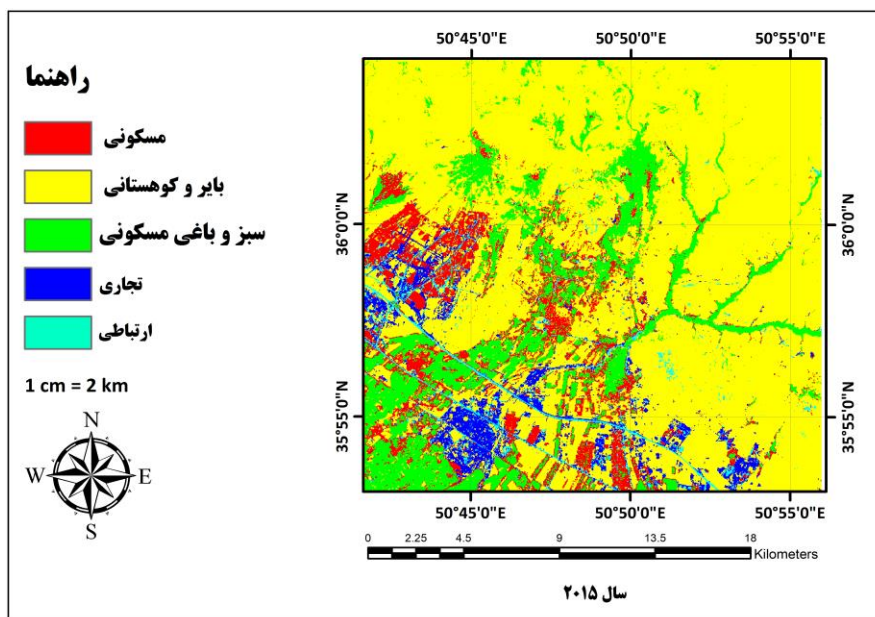 50°45'0"E 50°50'0"E 50°55'0"E
راهنما
مسکونی
بایر و کوهستانی
سبز و باغی مسکونی
تجاری
ارتباطی
1 cm = 2 km
N
W E
S
36°0'0"N
35°55'0"N
36°0'0"N
35°55'0"N
50°45'0"E 50°50'0"E 50°55'0"E
0 2.25 4.5 9 13.5 18
Kilometers
سال ۲۰۱۵